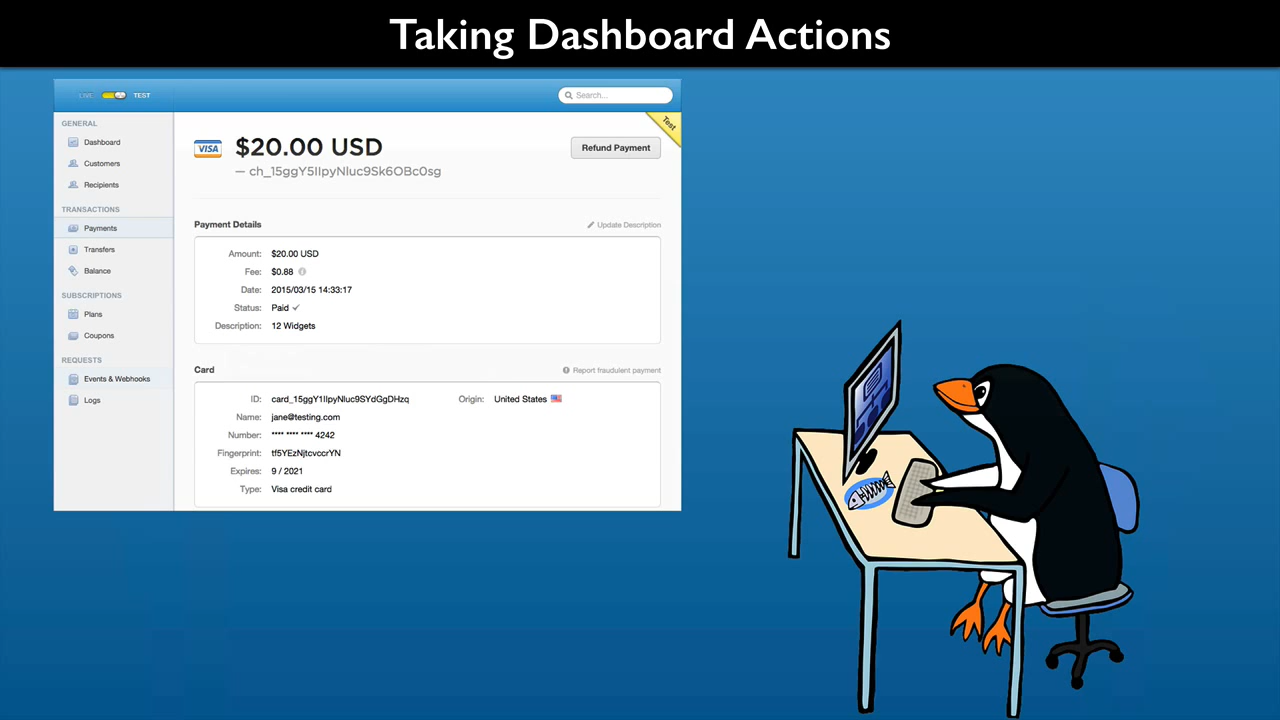 Taking Dashboard Actions
LIVE TEST
Search...
Test
GENERAL
Dashboard
Customers
Recipients
TRANSACTIONS
Payments
Transfers
Balance
SUBSCRIPTIONS
Plans
Coupons
REQUESTS
Events & Webhooks
Logs
VISA
$20.00 USD
Refund Payment
Payment Details
Update Description
Amount: $20.00 USD
Fee: $0.88
Date: 2015/03/15 14:33:17
Status: Paid ✓
Description: 12 Widgets
Card
Report fraudulent payment
Origin: United States
Name: jane@testing.com
Number: **** **** **** 4242
Fingerprint: tf5YEzNjtcvccrYN
Expires: 9 / 2021
Type: Visa credit card